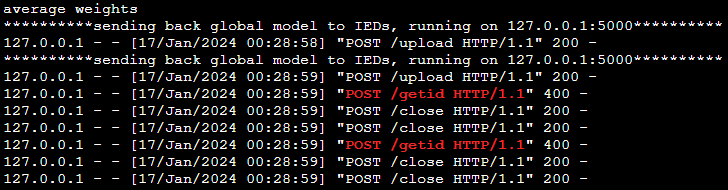 average weights
**********sending back global model to IEDs, running on 127.0.0.1:5000**********
127.0.0.1 - - [17/Jan/2024 00:28:58] "POST /upload HTTP/1.1" 200 -
**********sending back global model to IEDs, running on 127.0.0.1:5000**********
127.0.0.1 - - [17/Jan/2024 00:28:59] "POST /upload HTTP/1.1" 200 -
127.0.0.1 - - [17/Jan/2024 00:28:59] "POST /getid HTTP/1.1" 400 -
127.0.0.1 - - [17/Jan/2024 00:28:59] "POST /close HTTP/1.1" 200 -
127.0.0.1 - - [17/Jan/2024 00:28:59] "POST /close HTTP/1.1" 200 -
127.0.0.1 - - [17/Jan/2024 00:28:59] "POST /getid HTTP/1.1" 400 -
127.0.0.1 - - [17/Jan/2024 00:28:59] "POST /close HTTP/1.1" 200 -
127.0.0.1 - - [17/Jan/2024 00:28:59] "POST /close HTTP/1.1" 200 -